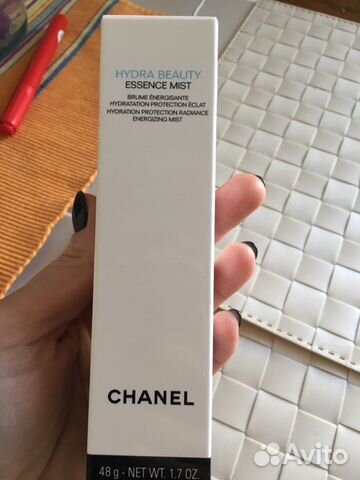 HYDRA BEAUTY
ESSENCE MIST
BRUME ÉNERGISANTE
HYDRATATION PROTECTION ÉCLAT
HYDRATION PROTECTION RADIANCE
ENERGIZING MIST
CHANEL
48 g - NET WT. 1.7 OZ.
Avito